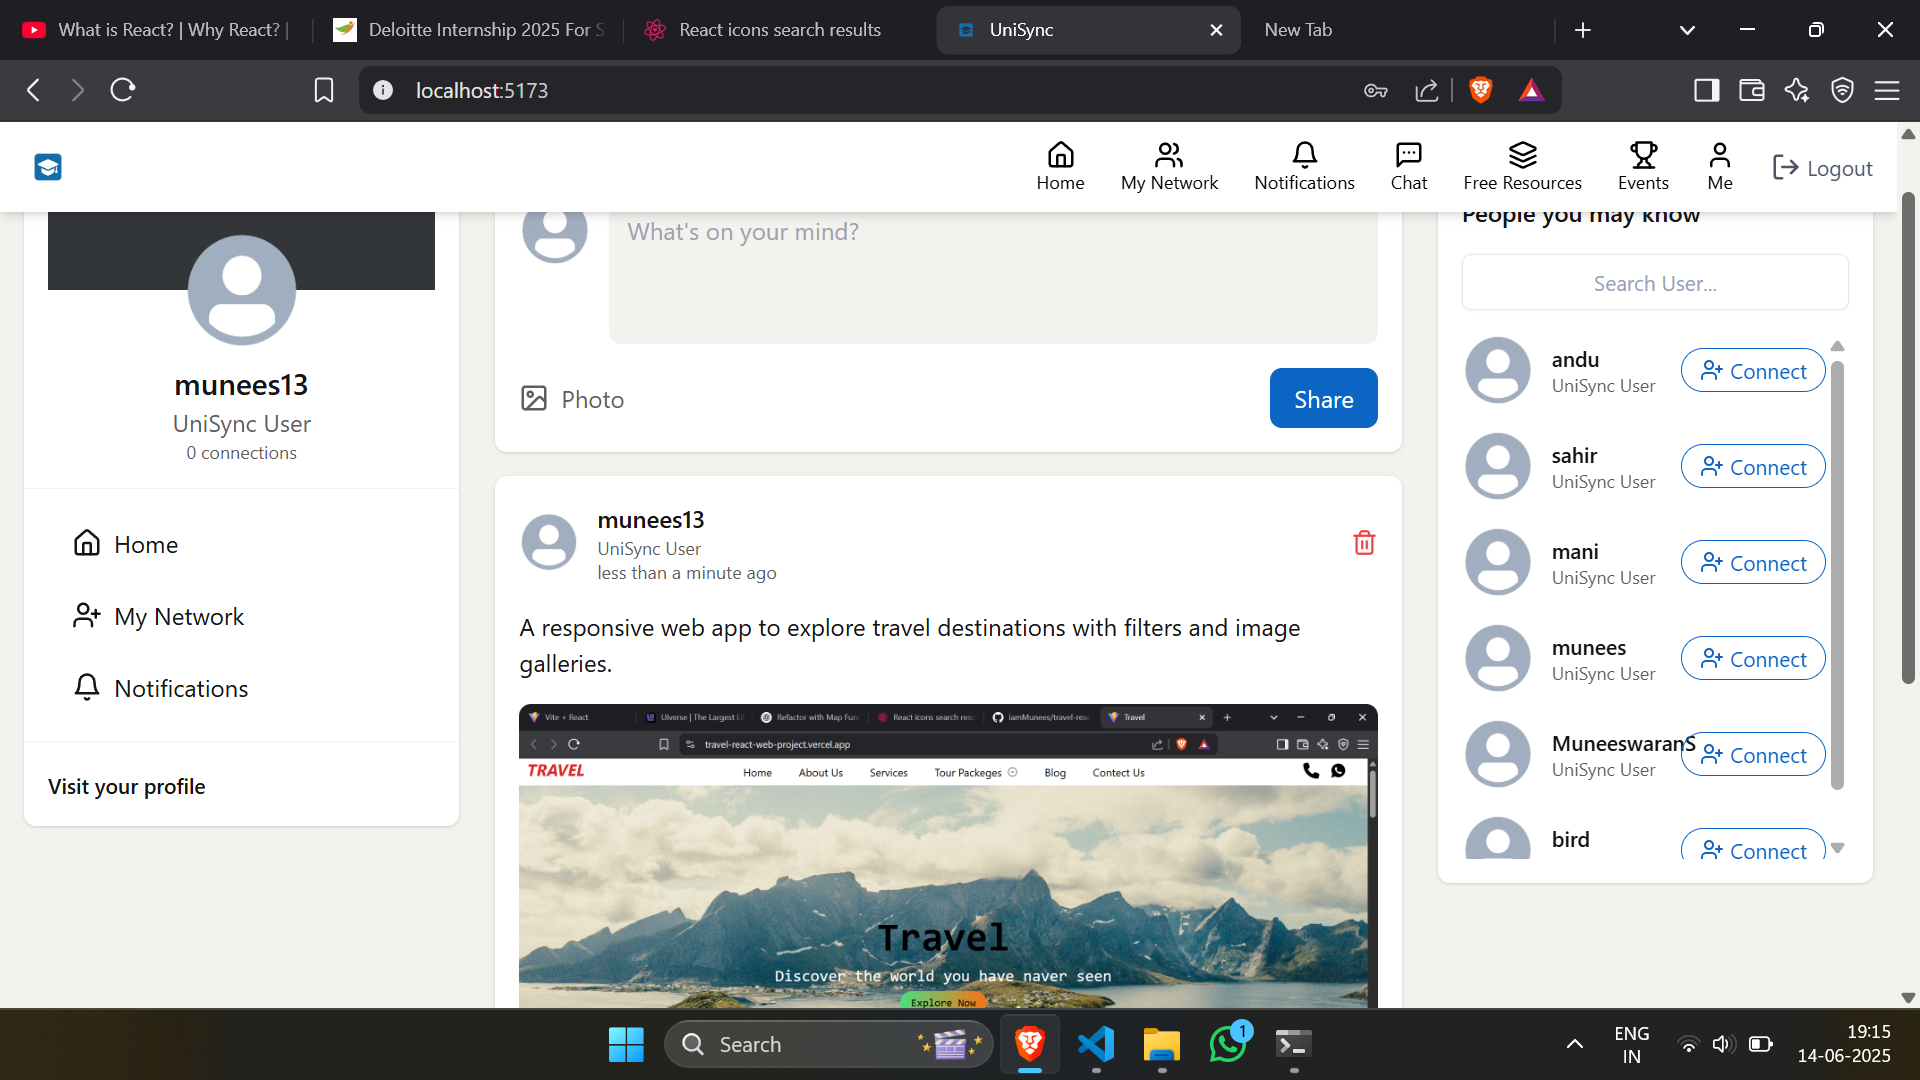 What is React? | Why React? |
Deloitte Internship 2025 For S
React icons search results
UniSync
New Tab
localhost:5173
Home
My Network
Notifications
Chat
Free Resources
Events
Me
Logout
munees13
UniSync User
0 connections
Home
My Network
Notifications
Visit your profile
What's on your mind?
Photo
Share
munees13
UniSync User
less than a minute ago
A responsive web app to explore travel destinations with filters and image
galleries.
Vite + React
Uiverse | The Largest Li
Refactor with Map Fun
React icons search resu
iamMunees/travel-rea
Travel
travel-react-web-project.vercel.app
TRAVEL
Home
About Us
Services
Tour Packeges
Blog
Contect Us
Travel
Discover the world you have naver seen
Explore Now
People you may know
Search User...
andu
UniSync User
Connect
sahir
UniSync User
Connect
mani
UniSync User
Connect
munees
UniSync User
Connect
MuneeswaranS
UniSync User
Connect
bird
Connect
Search
1
ENG
IN
19:15
14-06-2025